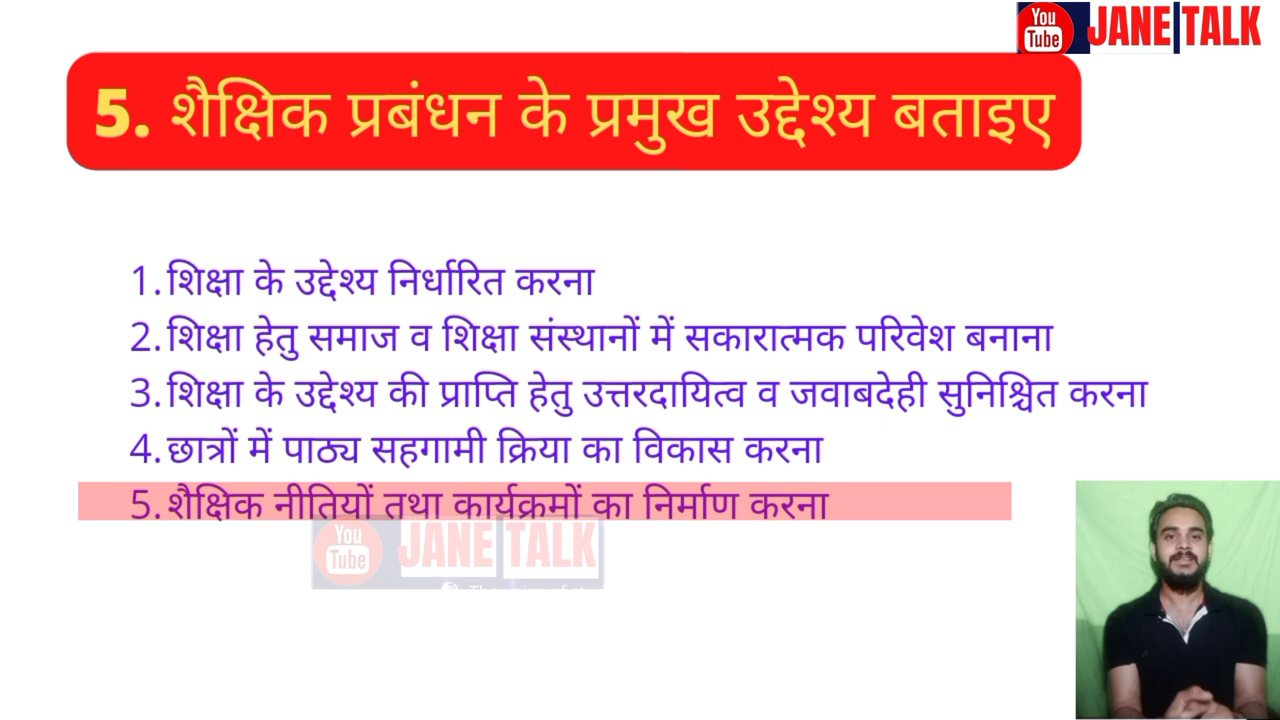 You
Tube
JANE TALK
5. शैक्षिक प्रबंधन के प्रमुख उद्देश्य बताइए
1. शिक्षा के उद्देश्य निर्धारित करना
2. शिक्षा हेतु समाज व शिक्षा संस्थानों में सकारात्मक परिवेश बनाना
3. शिक्षा के उद्देश्य की प्राप्ति हेतु उत्तरदायित्व व जवाबदेही सुनिश्चित करना
4. छात्रों में पाठ्य सहगामी क्रिया का विकास करना
5. शैक्षिक नीतियों तथा कार्यक्रमों का निर्माण करना
You
Tube
JANE TALK